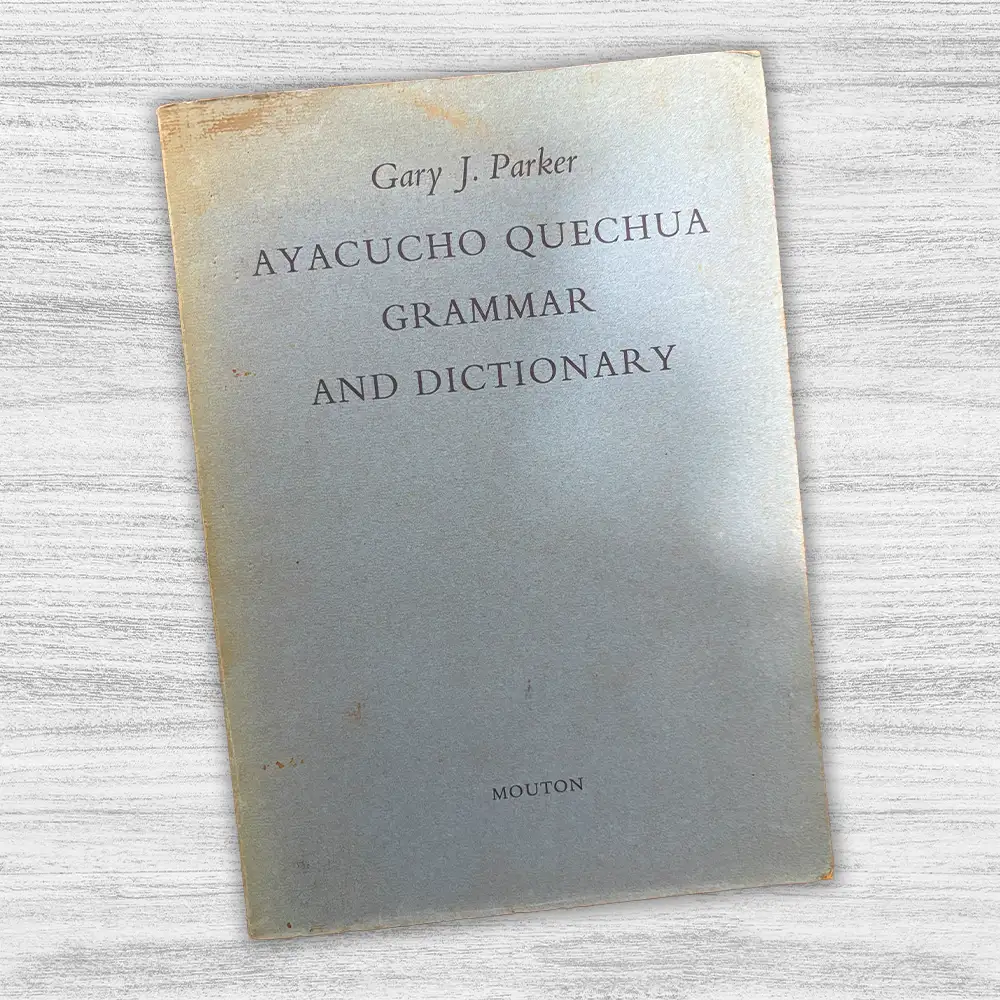 Gary J. Parker
AYACUCHO QUECHUA
GRAMMAR
AND DICTIONARY
MOUTON